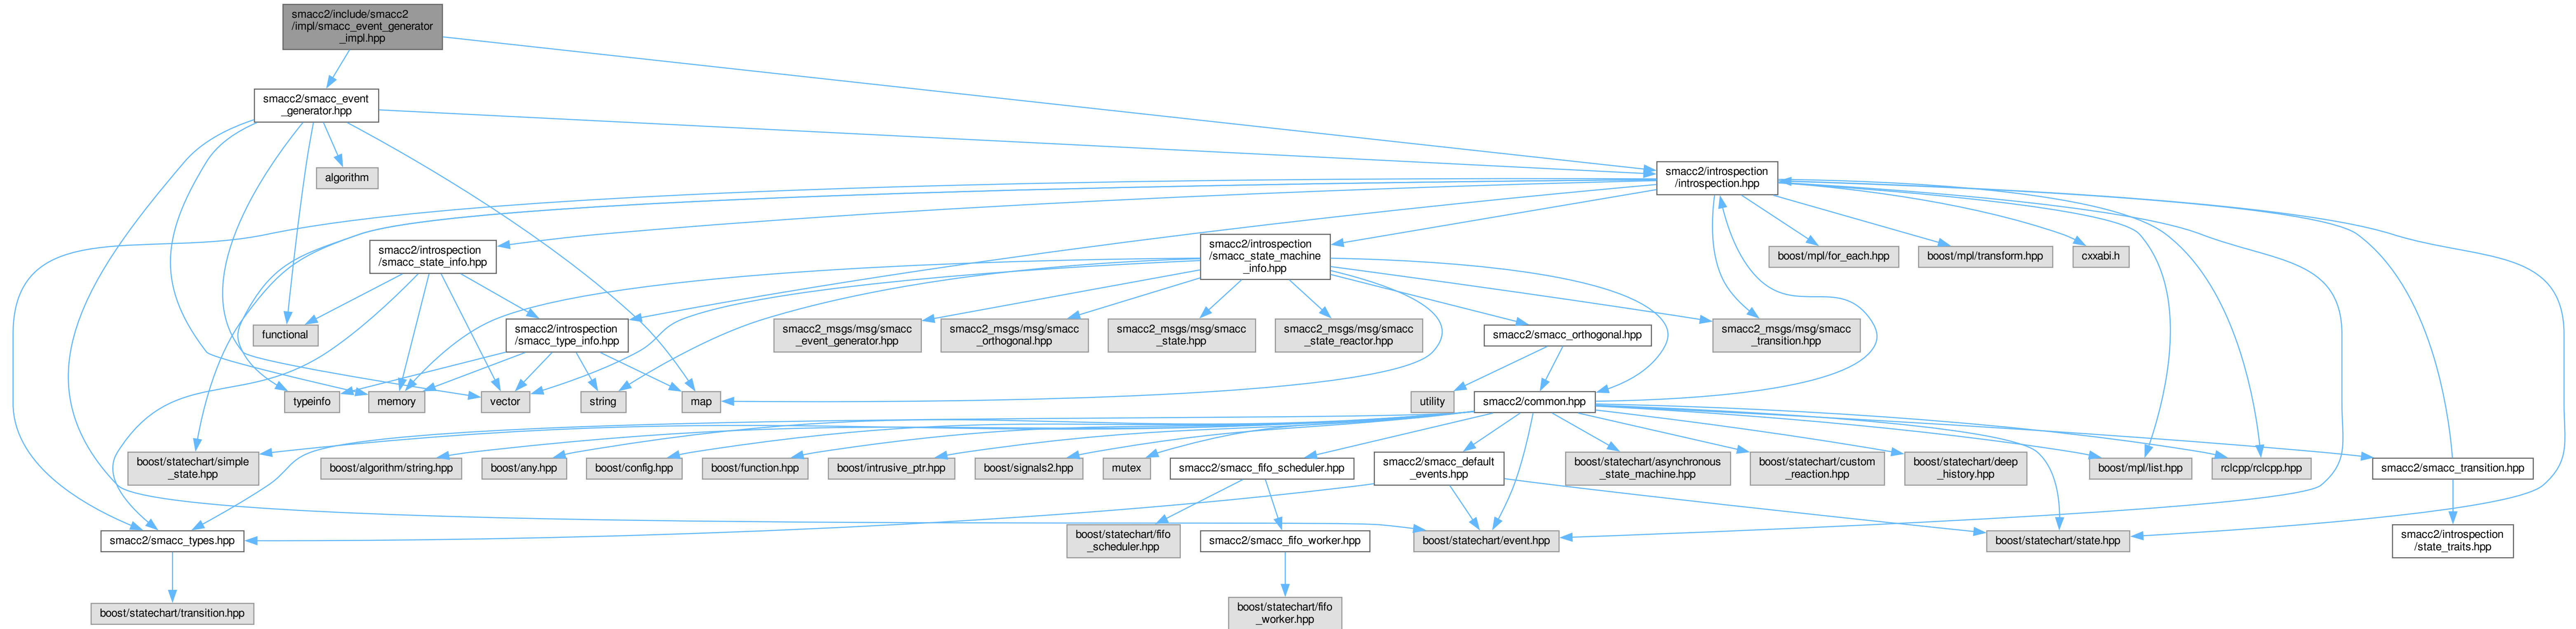 smacc2/include/smacc2
/impl/smacc_event_generator
_impl.hpp
smacc2/smacc_event
_generator.hpp
algorithm
smacc2/introspection
/introspection.hpp
smacc2/introspection
/smacc_state_info.hpp
smacc2/introspection
/smacc_state_machine
_info.hpp
boost/mpl/for_each.hpp
boost/mpl/transform.hpp
cxxabi.h
functional
smacc2/introspection
/smacc_type_info.hpp
smacc2_msgs/msg/smacc
_event_generator.hpp
smacc2_msgs/msg/smacc
_orthogonal.hpp
smacc2_msgs/msg/smacc
_state.hpp
smacc2_msgs/msg/smacc
_state_reactor.hpp
smacc2/smacc_orthogonal.hpp
smacc2_msgs/msg/smacc
_transition.hpp
typeinfo
memory
vector
string
map
utility
smacc2/common.hpp
boost/statechart/simple
_state.hpp
boost/algorithm/string.hpp
boost/any.hpp
boost/config.hpp
boost/function.hpp
boost/intrusive_ptr.hpp
boost/signals2.hpp
mutex
smacc2/smacc_fifo_scheduler.hpp
smacc2/smacc_default
_events.hpp
boost/statechart/asynchronous
_state_machine.hpp
boost/statechart/custom
_reaction.hpp
boost/statechart/deep
_history.hpp
boost/mpl/list.hpp
rclcpp/rclcpp.hpp
smacc2/smacc_transition.hpp
smacc2/smacc_types.hpp
boost/statechart/fifo
_scheduler.hpp
smacc2/smacc_fifo_worker.hpp
boost/statechart/event.hpp
boost/statechart/state.hpp
smacc2/introspection
/state_traits.hpp
boost/statechart/transition.hpp
boost/statechart/fifo
_worker.hpp